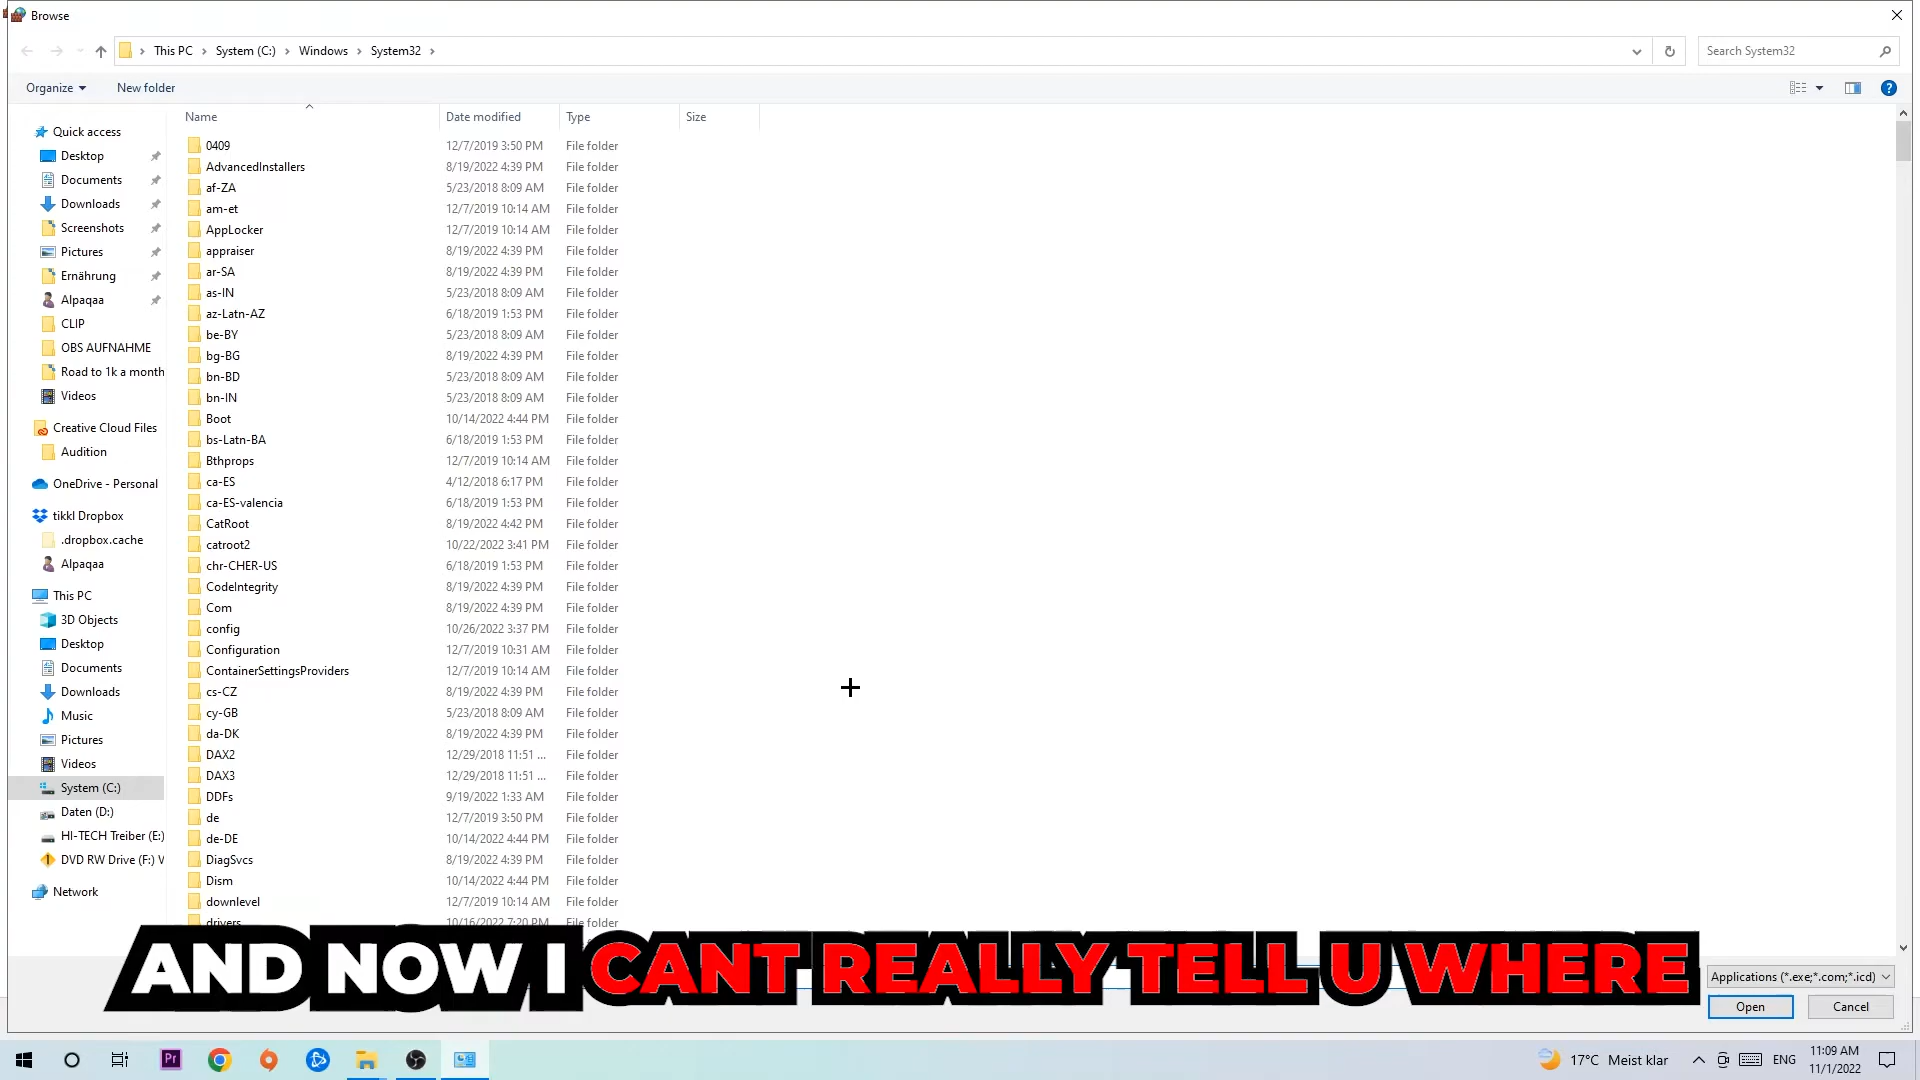 Browse
This PC > System (C:) > Windows > System32 >
Search System32
Organize
New folder
Name Date modified Type Size
Quick access
Desktop
Documents
Downloads
Screenshots
Pictures
Ernährung
Alpaqaa
CLIP
OBS AUFNAHME
Road to 1k a month
Videos
Creative Cloud Files
Audition
OneDrive - Personal
tikkl Dropbox
.dropbox.cache
Alpaqaa
This PC
3D Objects
Desktop
Documents
Downloads
Music
Pictures
Videos
System (C:)
Daten (D:)
HI-TECH Treiber (E:)
DVD RW Drive (F:) V
Network
0409 12/7/2019 3:50 PM File folder
AdvancedInstallers 8/19/2022 4:39 PM File folder
af-ZA 5/23/2018 8:09 AM File folder
am-et 12/7/2019 10:14 AM File folder
AppLocker 12/7/2019 10:14 AM File folder
appraiser 8/19/2022 4:39 PM File folder
ar-SA 8/19/2022 4:39 PM File folder
as-IN 5/23/2018 8:09 AM File folder
az-Latn-AZ 6/18/2019 1:53 PM File folder
be-BY 5/23/2018 8:09 AM File folder
bg-BG 8/19/2022 4:39 PM File folder
bn-BD 5/23/2018 8:09 AM File folder
bn-IN 5/23/2018 8:09 AM File folder
Boot 10/14/2022 4:44 PM File folder
bs-Latn-BA 6/18/2019 1:53 PM File folder
Bthprops 12/7/2019 10:14 AM File folder
ca-ES 4/12/2018 6:17 PM File folder
ca-ES-valencia 6/18/2019 1:53 PM File folder
CatRoot 8/19/2022 4:42 PM File folder
catroot2 10/22/2022 3:41 PM File folder
chr-CHER-US 6/18/2019 1:53 PM File folder
CodeIntegrity 8/19/2022 4:39 PM File folder
Com 8/19/2022 4:39 PM File folder
config 10/26/2022 3:37 PM File folder
Configuration 12/7/2019 10:31 AM File folder
ContainerSettingsProviders 12/7/2019 10:14 AM File folder
cs-CZ 8/19/2022 4:39 PM File folder
cy-GB 5/23/2018 8:09 AM File folder
da-DK 8/19/2022 4:39 PM File folder
DAX2 12/29/2018 11:51 ... File folder
DAX3 12/29/2018 11:51 ... File folder
DDFs 9/19/2022 1:33 AM File folder
de 12/7/2019 3:50 PM File folder
de-DE 10/14/2022 4:44 PM File folder
DiagSvcs 8/19/2022 4:39 PM File folder
Dism 10/14/2022 4:44 PM File folder
downlevel 12/7/2019 10:14 AM File folder
drivers 10/16/2022 7:20 PM File folder
AND NOW I CANT REALLY TELL U WHERE
Applications (*.exe;*.com;*.icd)
Open Cancel
Pr
17°C Meist klar
ENG
11:09 AM
11/1/2022